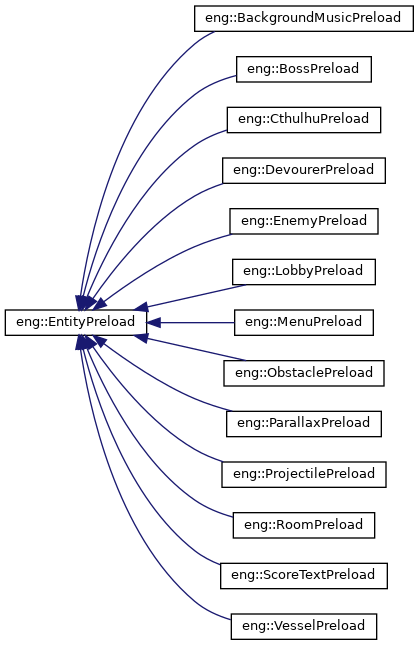 eng::BackgroundMusicPreload
eng::BossPreload
eng::CthulhuPreload
eng::DevourerPreload
eng::EnemyPreload
eng::LobbyPreload
eng::EntityPreload
eng::MenuPreload
eng::ObstaclePreload
eng::ParallaxPreload
eng::ProjectilePreload
eng::RoomPreload
eng::ScoreTextPreload
eng::VesselPreload